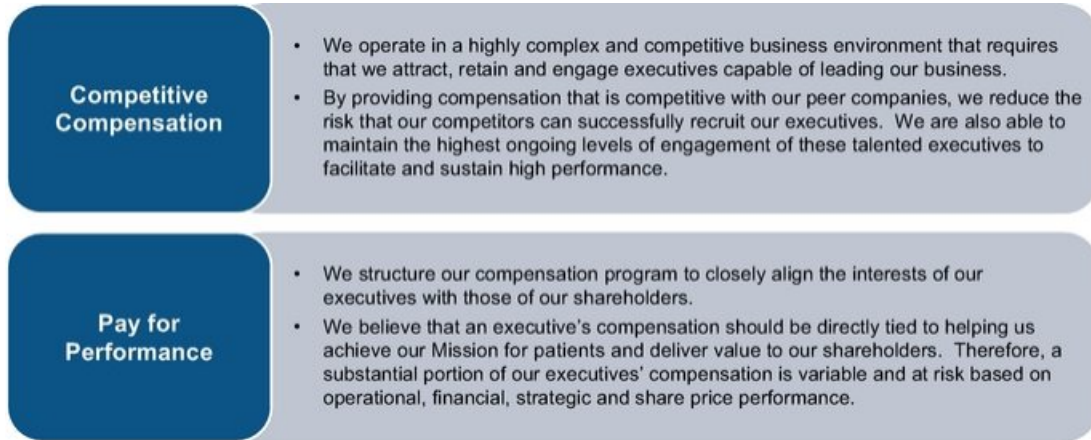 Competitive
Compensation
• We operate in a highly complex and competitive business environment that requires
that we attract, retain and engage executives capable of leading our business.
• By providing compensation that is competitive with our peer companies, we reduce the
risk that our competitors can successfully recruit our executives. We are also able to
maintain the highest ongoing levels of engagement of these talented executives to
facilitate and sustain high performance.
Pay for
Performance
• We structure our compensation program to closely align the interests of our
executives with those of our shareholders.
• We believe that an executive’s compensation should be directly tied to helping us
achieve our Mission for patients and deliver value to our shareholders. Therefore, a
substantial portion of our executives’ compensation is variable and at risk based on
operational, financial, strategic and share price performance.